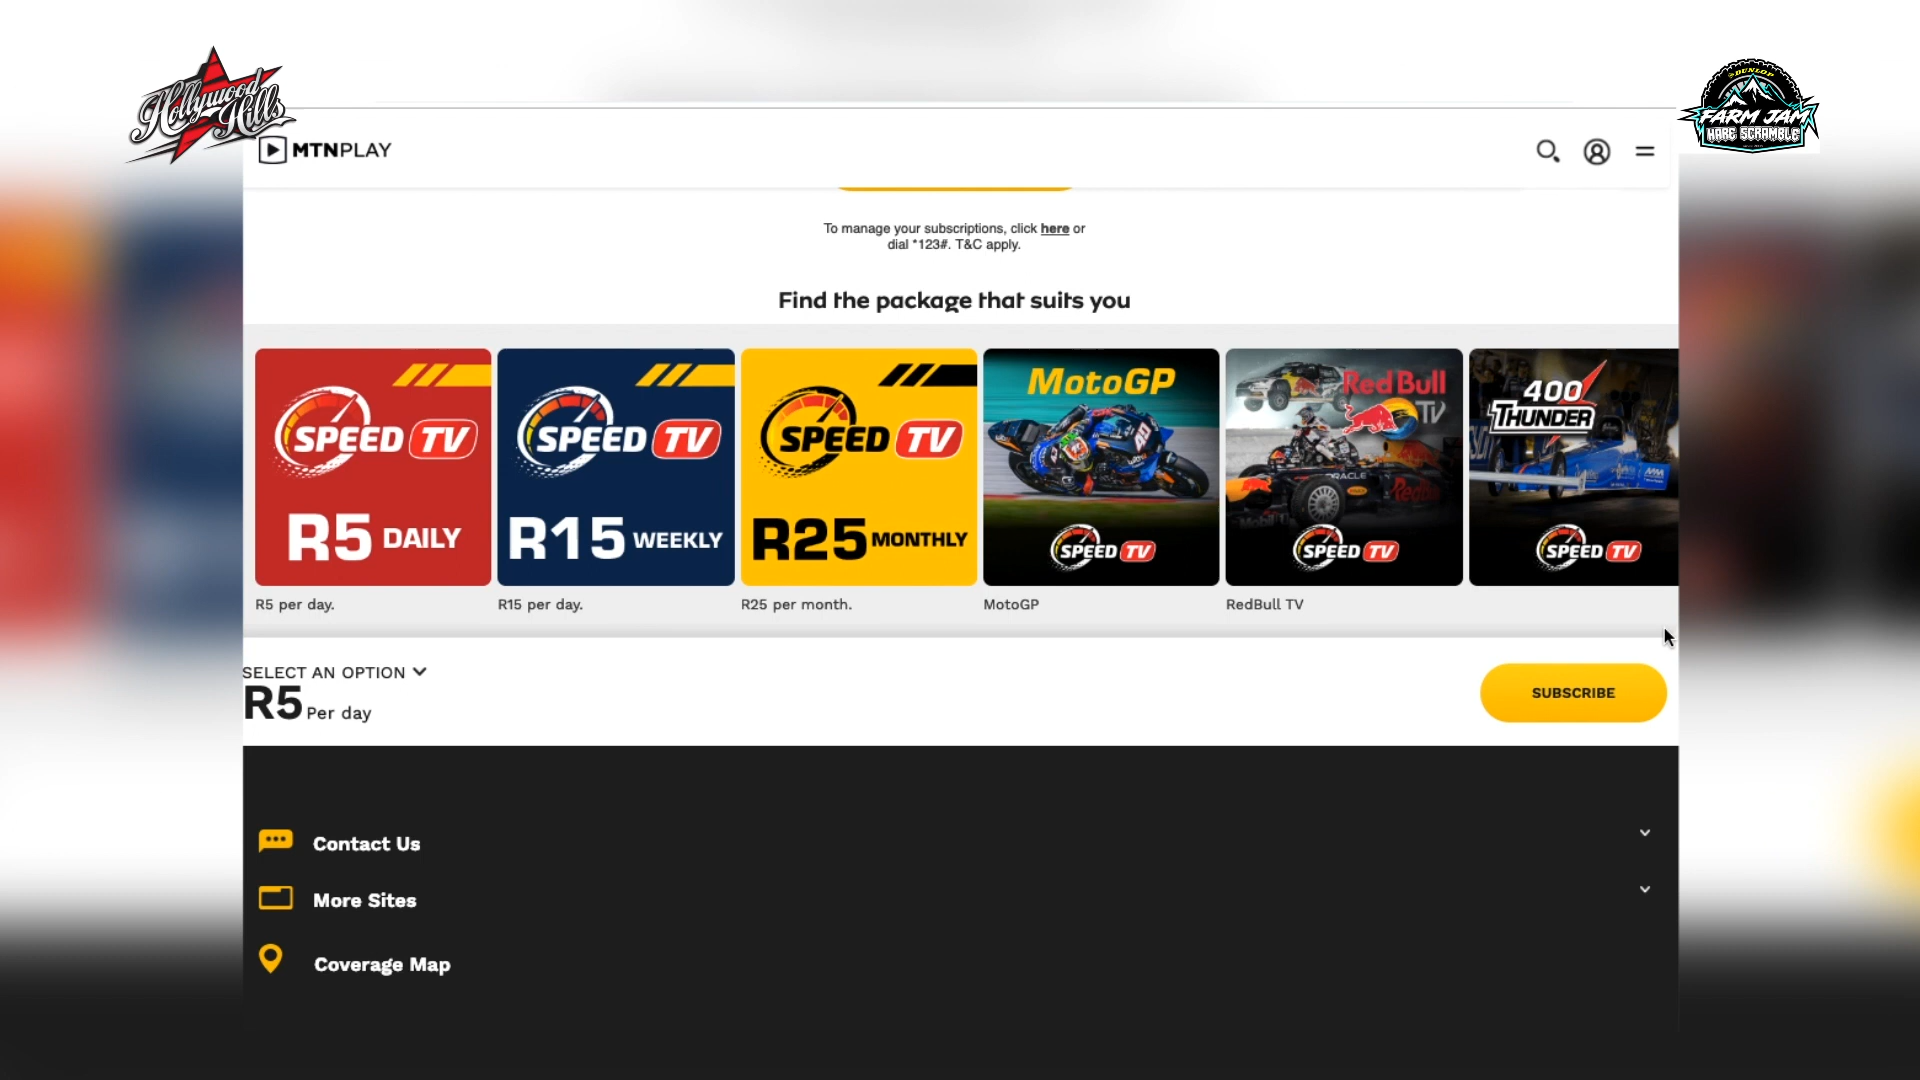 Hollywood
Hills
DUNLOP
FARM JAM
HARE SCRAMBLE
MTNPLAY
To manage your subscriptions, click here or
dial *123#. T&C apply.
Find the package that suits you
SPEED TV
R5 DAILY
SPEED TV
R15 WEEKLY
SPEED TV
R25 MONTHLY
MotoGP
SPEED TV
Red Bull
TV
ORACLE
SPEED TV
400
THUNDER
SPEED TV
R5 per day.
R15 per day.
R25 per month.
MotoGP
RedBull TV
SELECT AN OPTION
R5 Per day
SUBSCRIBE
Contact Us
More Sites
Coverage Map